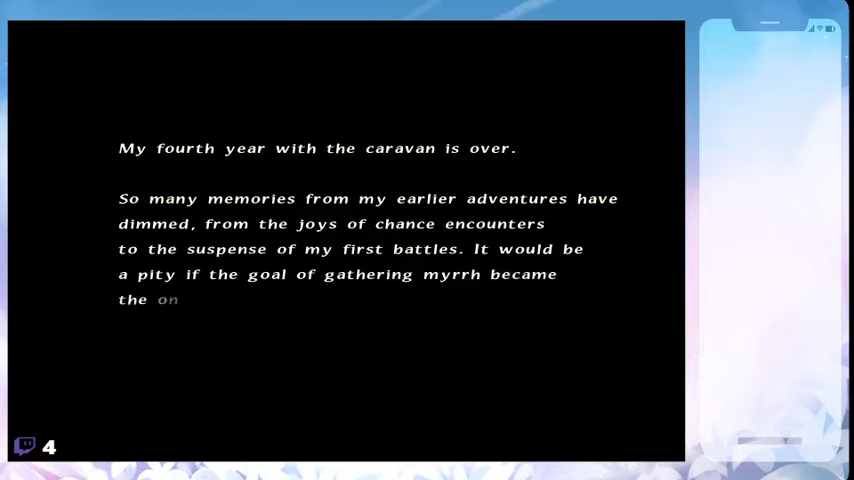 My fourth year with the caravan is over.
So many memories from my earlier adventures have
dimmed, from the joys of chance encounters
to the suspense of my first battles. It would be
a pity if the goal of gathering myrrh became
the on
4